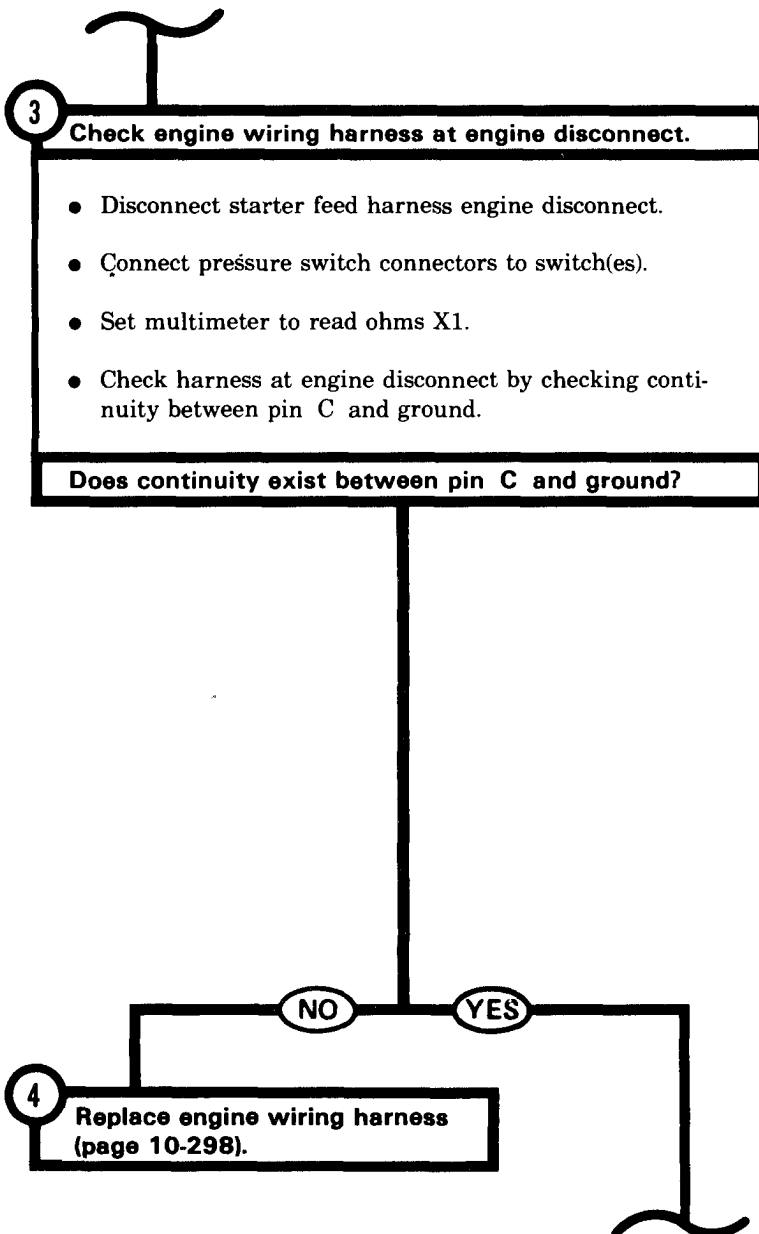 3
Check engine wiring harness at engine disconnect.
● Disconnect starter feed harness engine disconnect.
● Connect pressure switch connectors to switch(es).
● Set multimeter to read ohms X1.
● Check harness at engine disconnect by checking conti-
nuity between pin C and ground.
Does continuity exist between pin C and ground?
NO
YES
4
Replace engine wiring harness
(page 10-298).